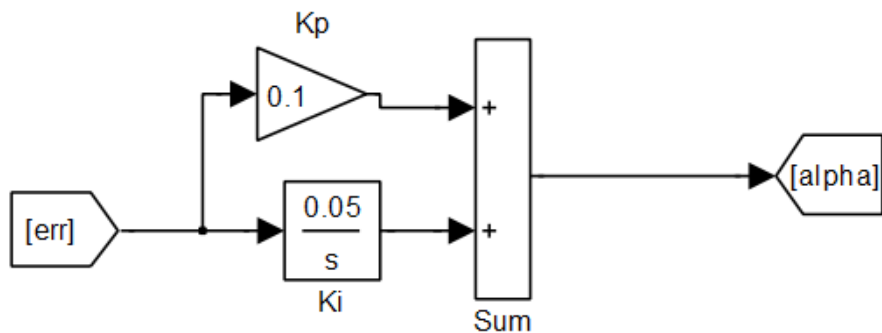 Kp
0.1
+
[err]
0.05
s
Ki
+
Sum
[alpha]